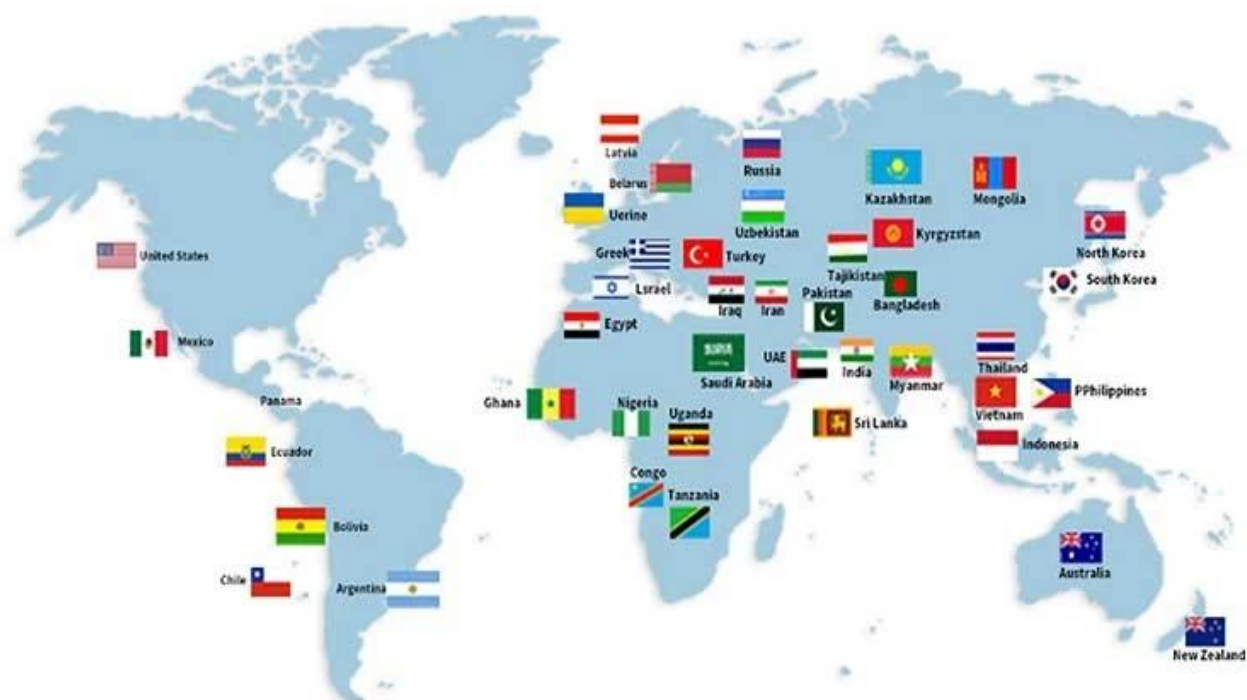 Latvia
Russia
Belarus
Kazakhstan
Mongolia
Uerine
Uzbekistan
Kyrgyzstan
North Korea
United States
Greek
Turkey
Tajikistan
South Korea
Lsrael
Iraq
Iran
Pakistan
Bangladesh
Egypt
Mexico
Saudi Arabia
UAE
India
Myanmar
Thailand
Panama
Ghana
Nigeria
Uganda
Sri Lanka
Vietnam
PPhilippines
Ecuador
Indonesia
Congo
Tanzania
Bolivia
Chile
Argentina
Australia
New Zealand